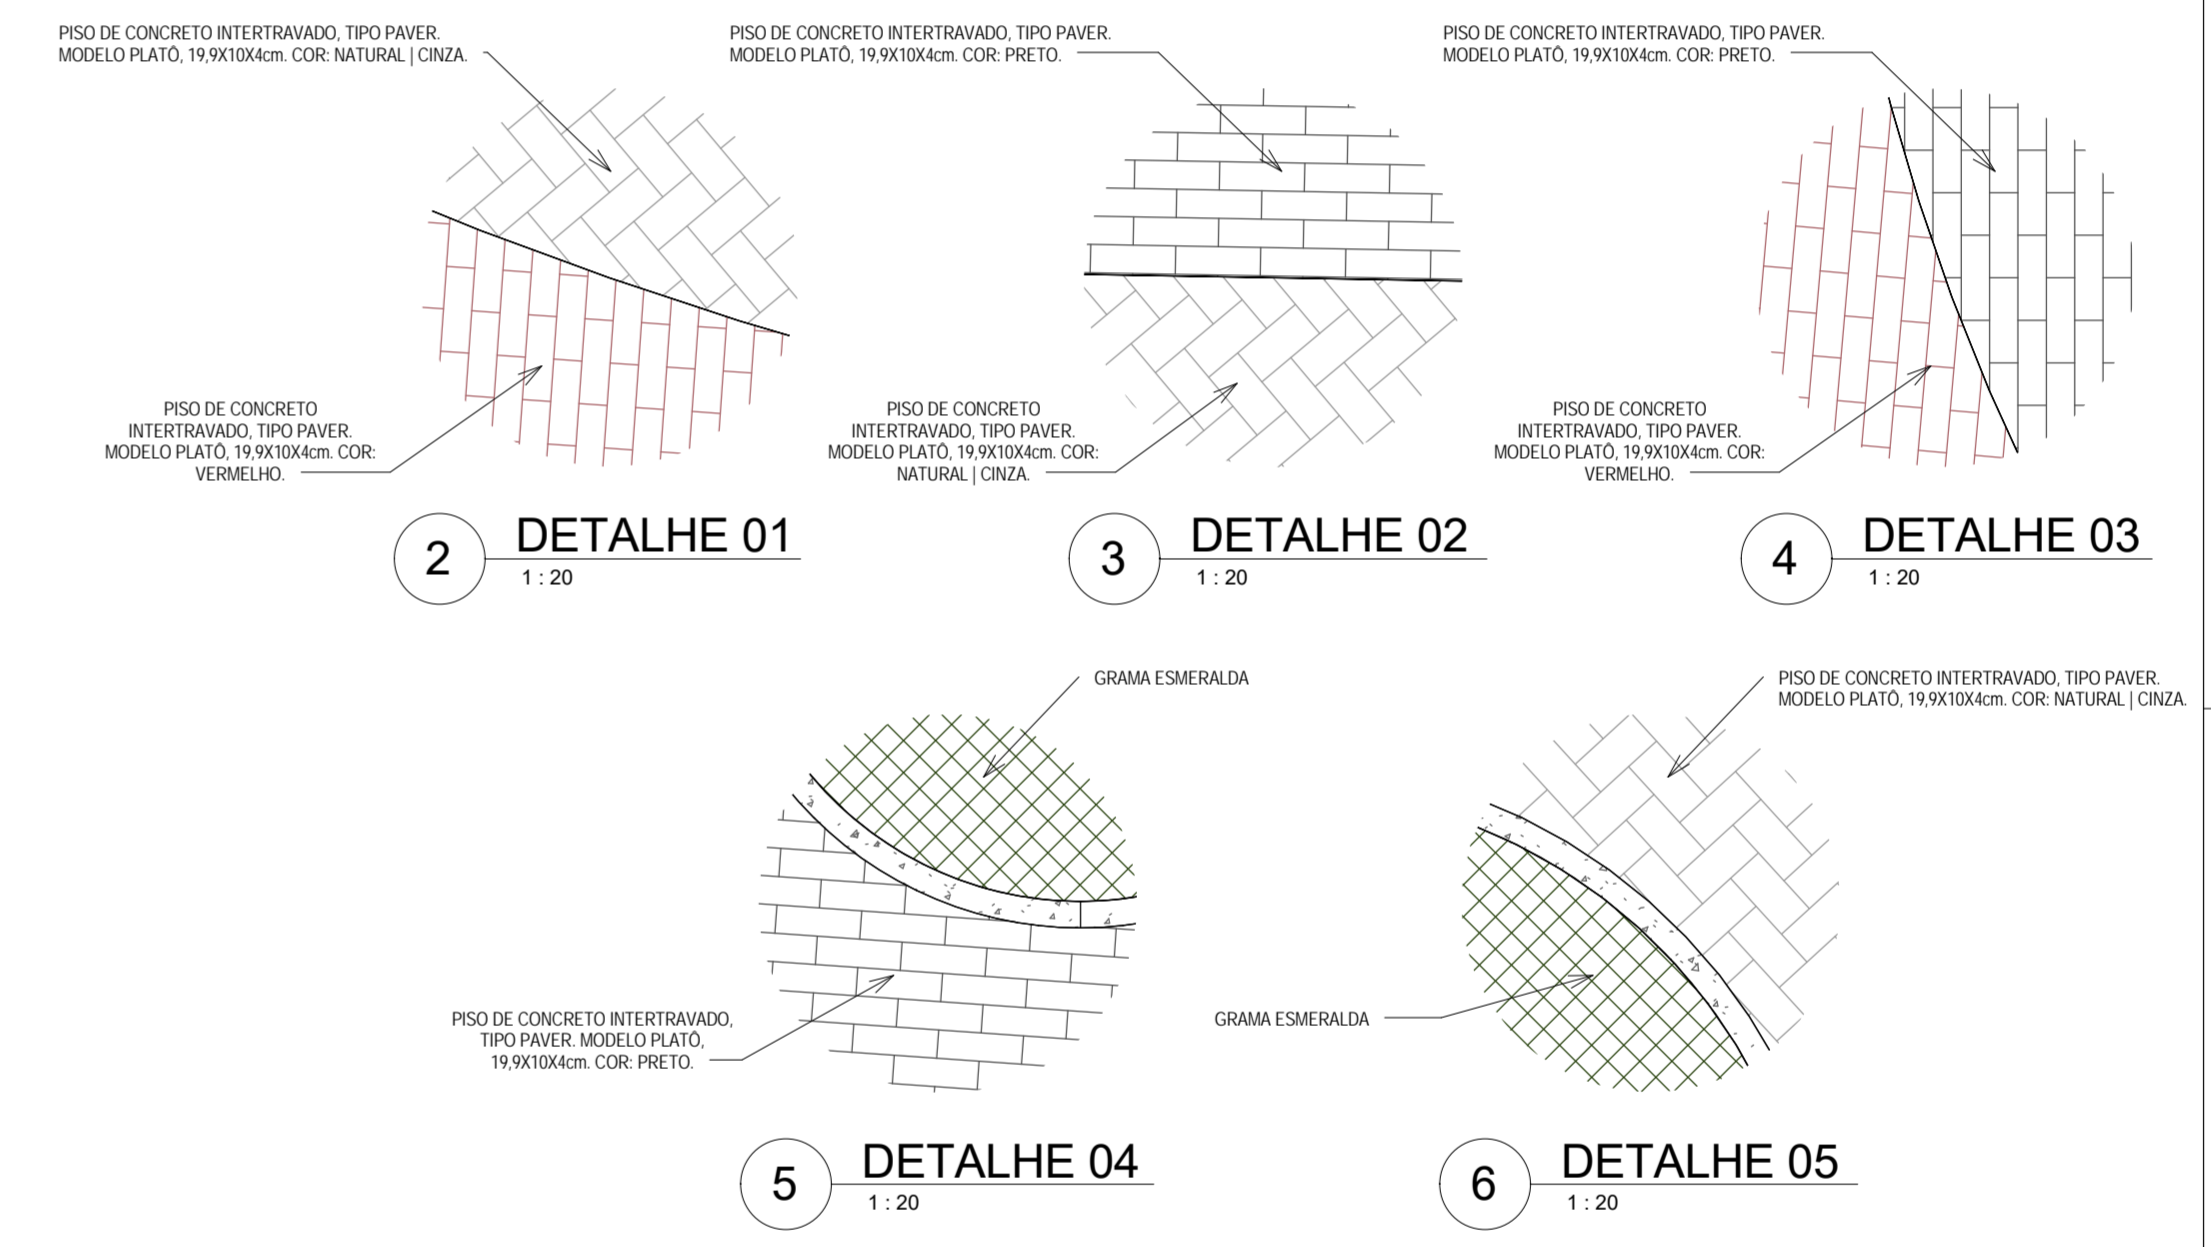 PISO DE CONCRETO INTERTRAVADO, TIPO PAVER.
MODELO PLATÔ, 19,9X10X4cm. COR: NATURAL | CINZA.
PISO DE CONCRETO
INTERTRAVADO, TIPO PAVER.
MODELO PLATÔ, 19,9X10X4cm. COR:
VERMELHO.
2
DETALHE 01
1 : 20
PISO DE CONCRETO INTERTRAVADO, TIPO PAVER.
MODELO PLATÔ, 19,9X10X4cm. COR: PRETO.
PISO DE CONCRETO
INTERTRAVADO, TIPO PAVER.
MODELO PLATÔ, 19,9X10X4cm. COR:
NATURAL | CINZA.
3
DETALHE 02
1 : 20
PISO DE CONCRETO INTERTRAVADO, TIPO PAVER.
MODELO PLATÔ, 19,9X10X4cm. COR: PRETO.
PISO DE CONCRETO
INTERTRAVADO, TIPO PAVER.
MODELO PLATÔ, 19,9X10X4cm. COR:
VERMELHO.
4
DETALHE 03
1 : 20
GRAMA ESMERALDA
PISO DE CONCRETO INTERTRAVADO,
TIPO PAVER. MODELO PLATÔ,
19,9X10X4cm. COR: PRETO.
5
DETALHE 04
1 : 20
PISO DE CONCRETO INTERTRAVADO, TIPO PAVER.
MODELO PLATÔ, 19,9X10X4cm. COR: NATURAL | CINZA.
GRAMA ESMERALDA
6
DETALHE 05
1 : 20